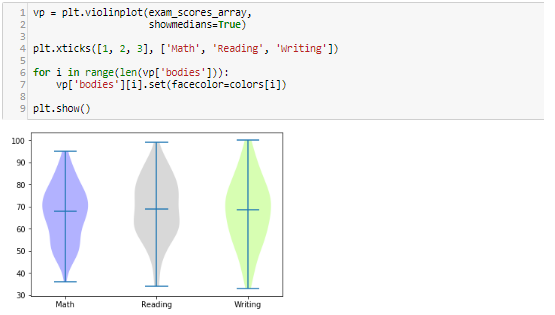 1 vp = plt.violinplot(exam_scores_array,
2                     showmedians=True)
3
4 plt.xticks([1, 2, 3], ['Math', 'Reading', 'Writing'])
5
6 for i in range(len(vp['bodies'])):
7     vp['bodies'][i].set(facecolor=colors[i])
8
9 plt.show()
100
90
80
70
60
50
40
30
Math Reading Writing